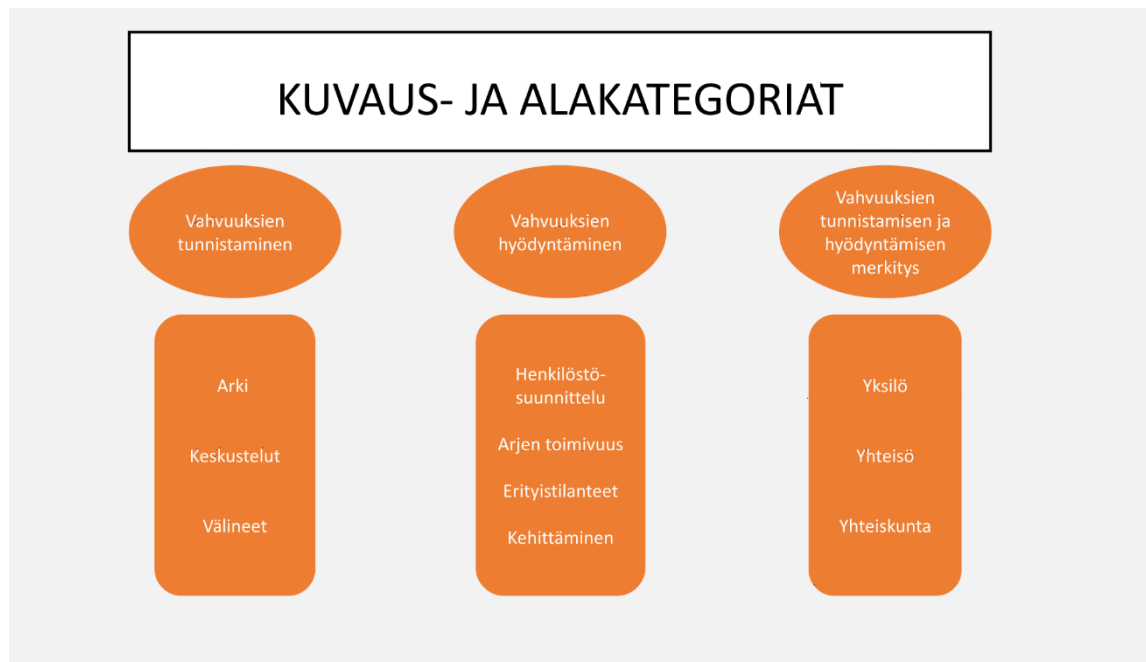 KUVAUS- JA ALAKATEGORIAT
Vahvuuksien
tunnistaminen
Vahvuuksien
hyödyntäminen
Vahvuuksien
tunnistamisen ja
hyödyntämisen
merkitys
Arki
Keskustelut
Välineet
Henkilöstö-
suunnittelu
Arjen toimivuus
Erityistilanteet
Kehittäminen
Yksilö
Yhteisö
Yhteiskunta